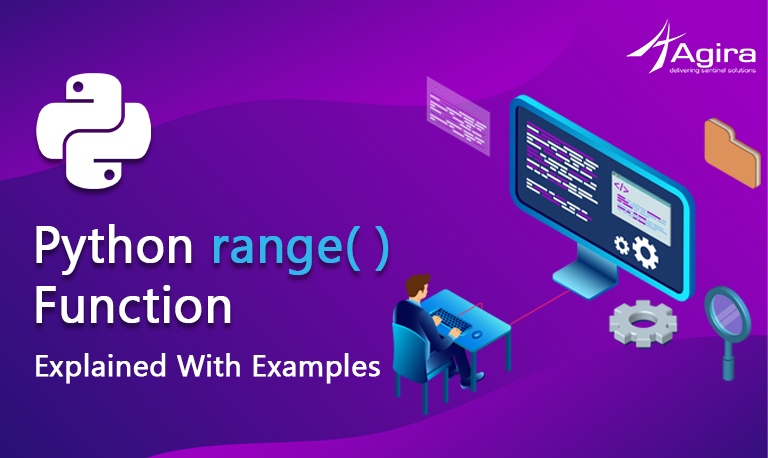 Agira
delivering sentinel solutions
Python range( )
Function
Explained With Examples
</>